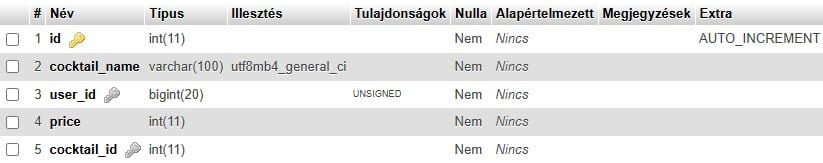 # Név Típus Illesztés Tulajdonságok Nulla Alapértelmezett Megjegyzések Extra
1 id int(11) Nem Nincs AUTO_INCREMENT
2 cocktail_name varchar(100) utf8mb4_general_ci Nem Nincs
3 user_id bigint(20) UNSIGNED Nem Nincs
4 price int(11) Nem Nincs
5 cocktail_id int(11) Nem Nincs